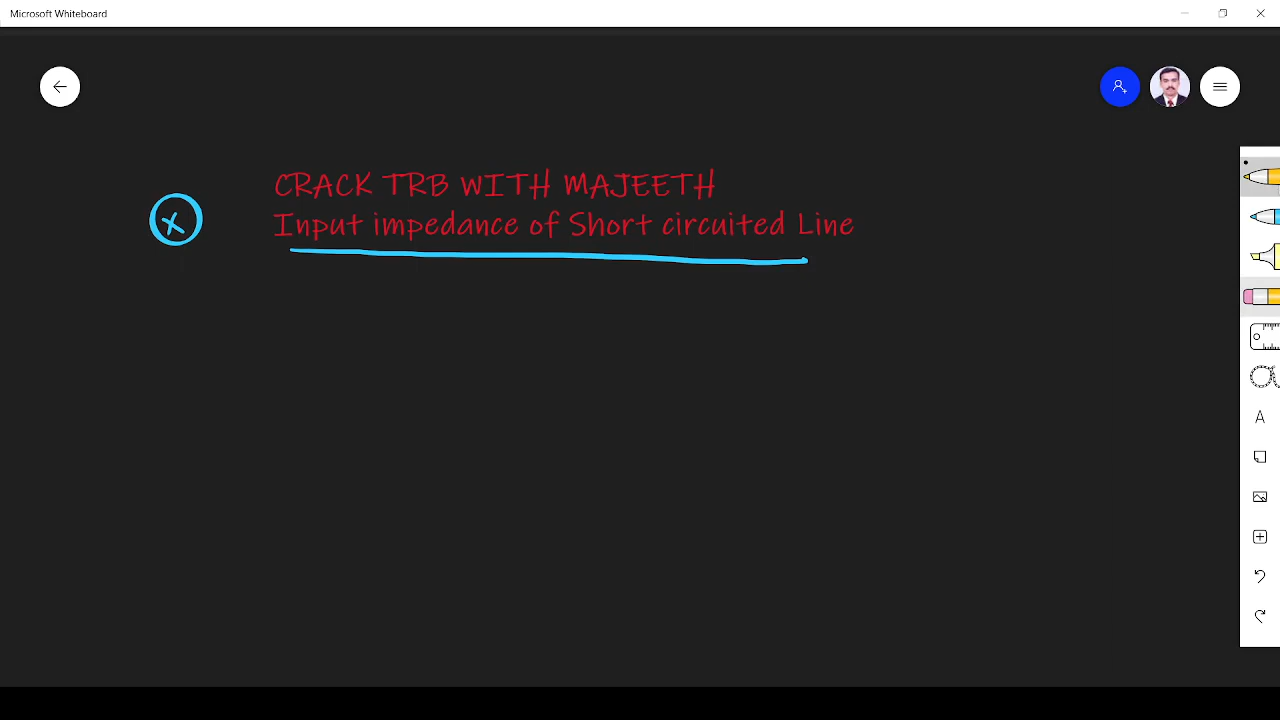 Microsoft Whiteboard
CRACK TRB WITH MAJEETH
x
Input impedance of Short circuited Line
A